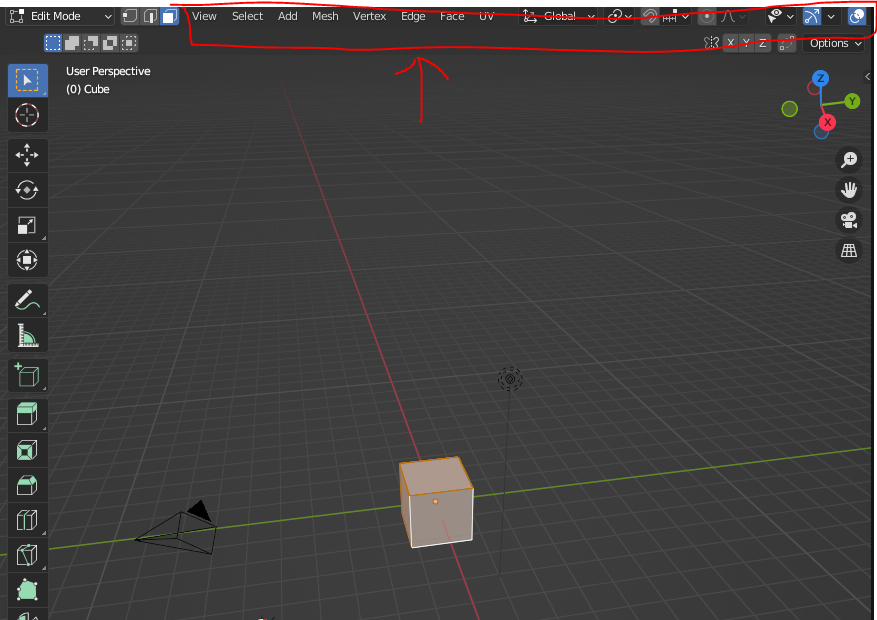 Edit Mode View Select Add Mesh Vertex Edge Face UV Global
X Y Z Options
User Perspective
(0) Cube
Z
Y
X